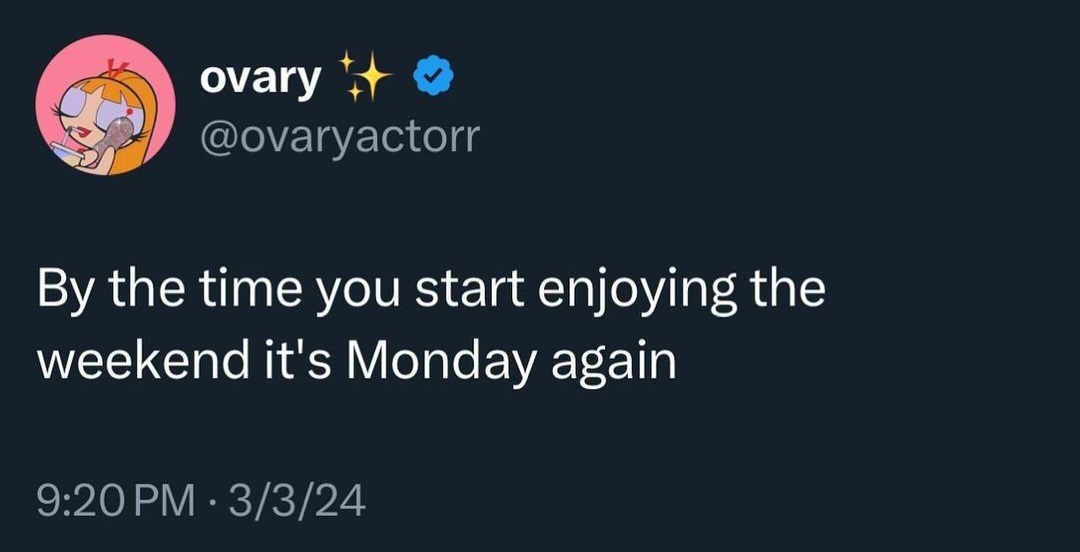 ovary ✨
@ovaryactorr
By the time you start enjoying the
weekend it's Monday again
9:20 PM · 3/3/24